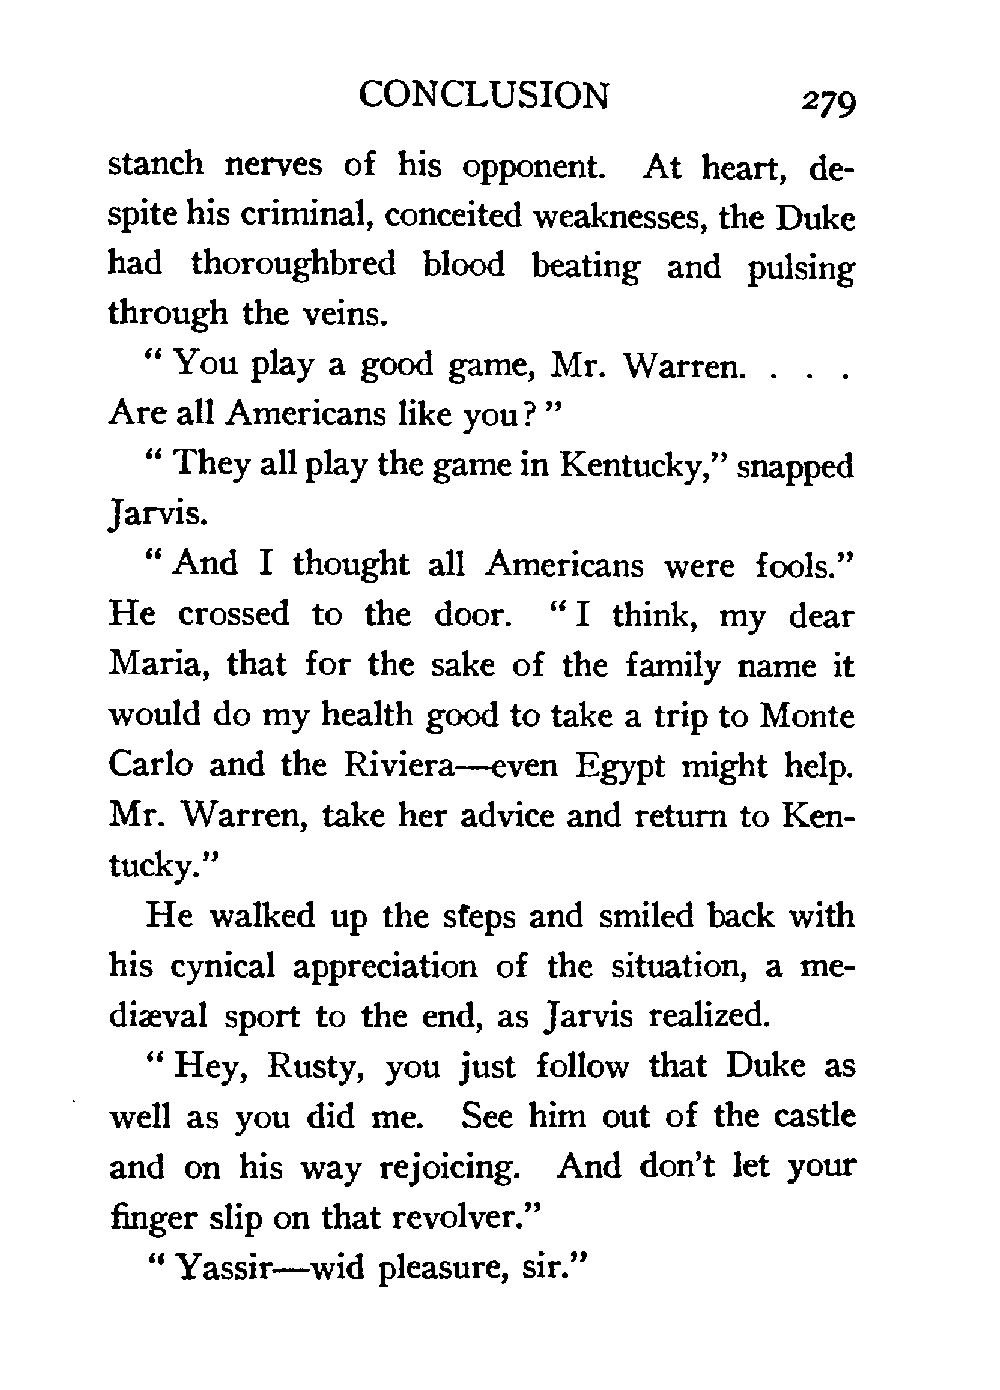 CONCLUSION 279
stanch nerves of his opponent. At heart, de-
spite his criminal, conceited weaknesses, the Duke
had thoroughbred blood beating and pulsing
through the veins.
“ You play a good game, Mr. Warren. . . .
Are all Americans like you? ”
“ They all play the game in Kentucky,” snapped
Jarvis.
“ And I thought all Americans were fools.”
He crossed to the door. “ I think, my dear
Maria, that for the sake of the family name it
would do my health good to take a trip to Monte
Carlo and the Riviera—even Egypt might help.
Mr. Warren, take her advice and return to Ken-
tucky.”
He walked up the steps and smiled back with
his cynical appreciation of the situation, a me-
diæval sport to the end, as Jarvis realized.
“ Hey, Rusty, you just follow that Duke as
well as you did me. See him out of the castle
and on his way rejoicing. And don’t let your
finger slip on that revolver.”
“ Yassir—wid pleasure, sir.”